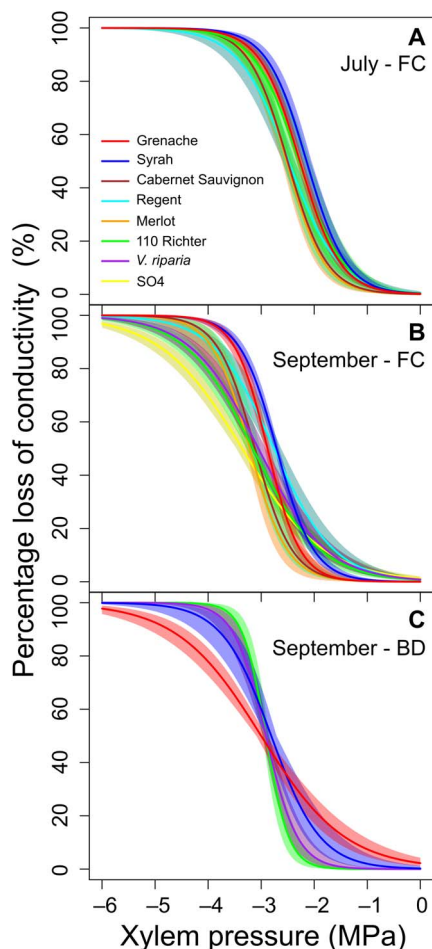 Percentage loss of conductivity (%)
100
80
60
40
20
0
A
July - FC
Grenache
Syrah
Cabernet Sauvignon
Regent
Merlot
110 Richter
V. riparia
SO4
100
80
60
40
20
0
B
September - FC
100
80
60
40
20
0
C
September - BD
–6 –5 –4 –3 –2 –1 0
Xylem pressure (MPa)